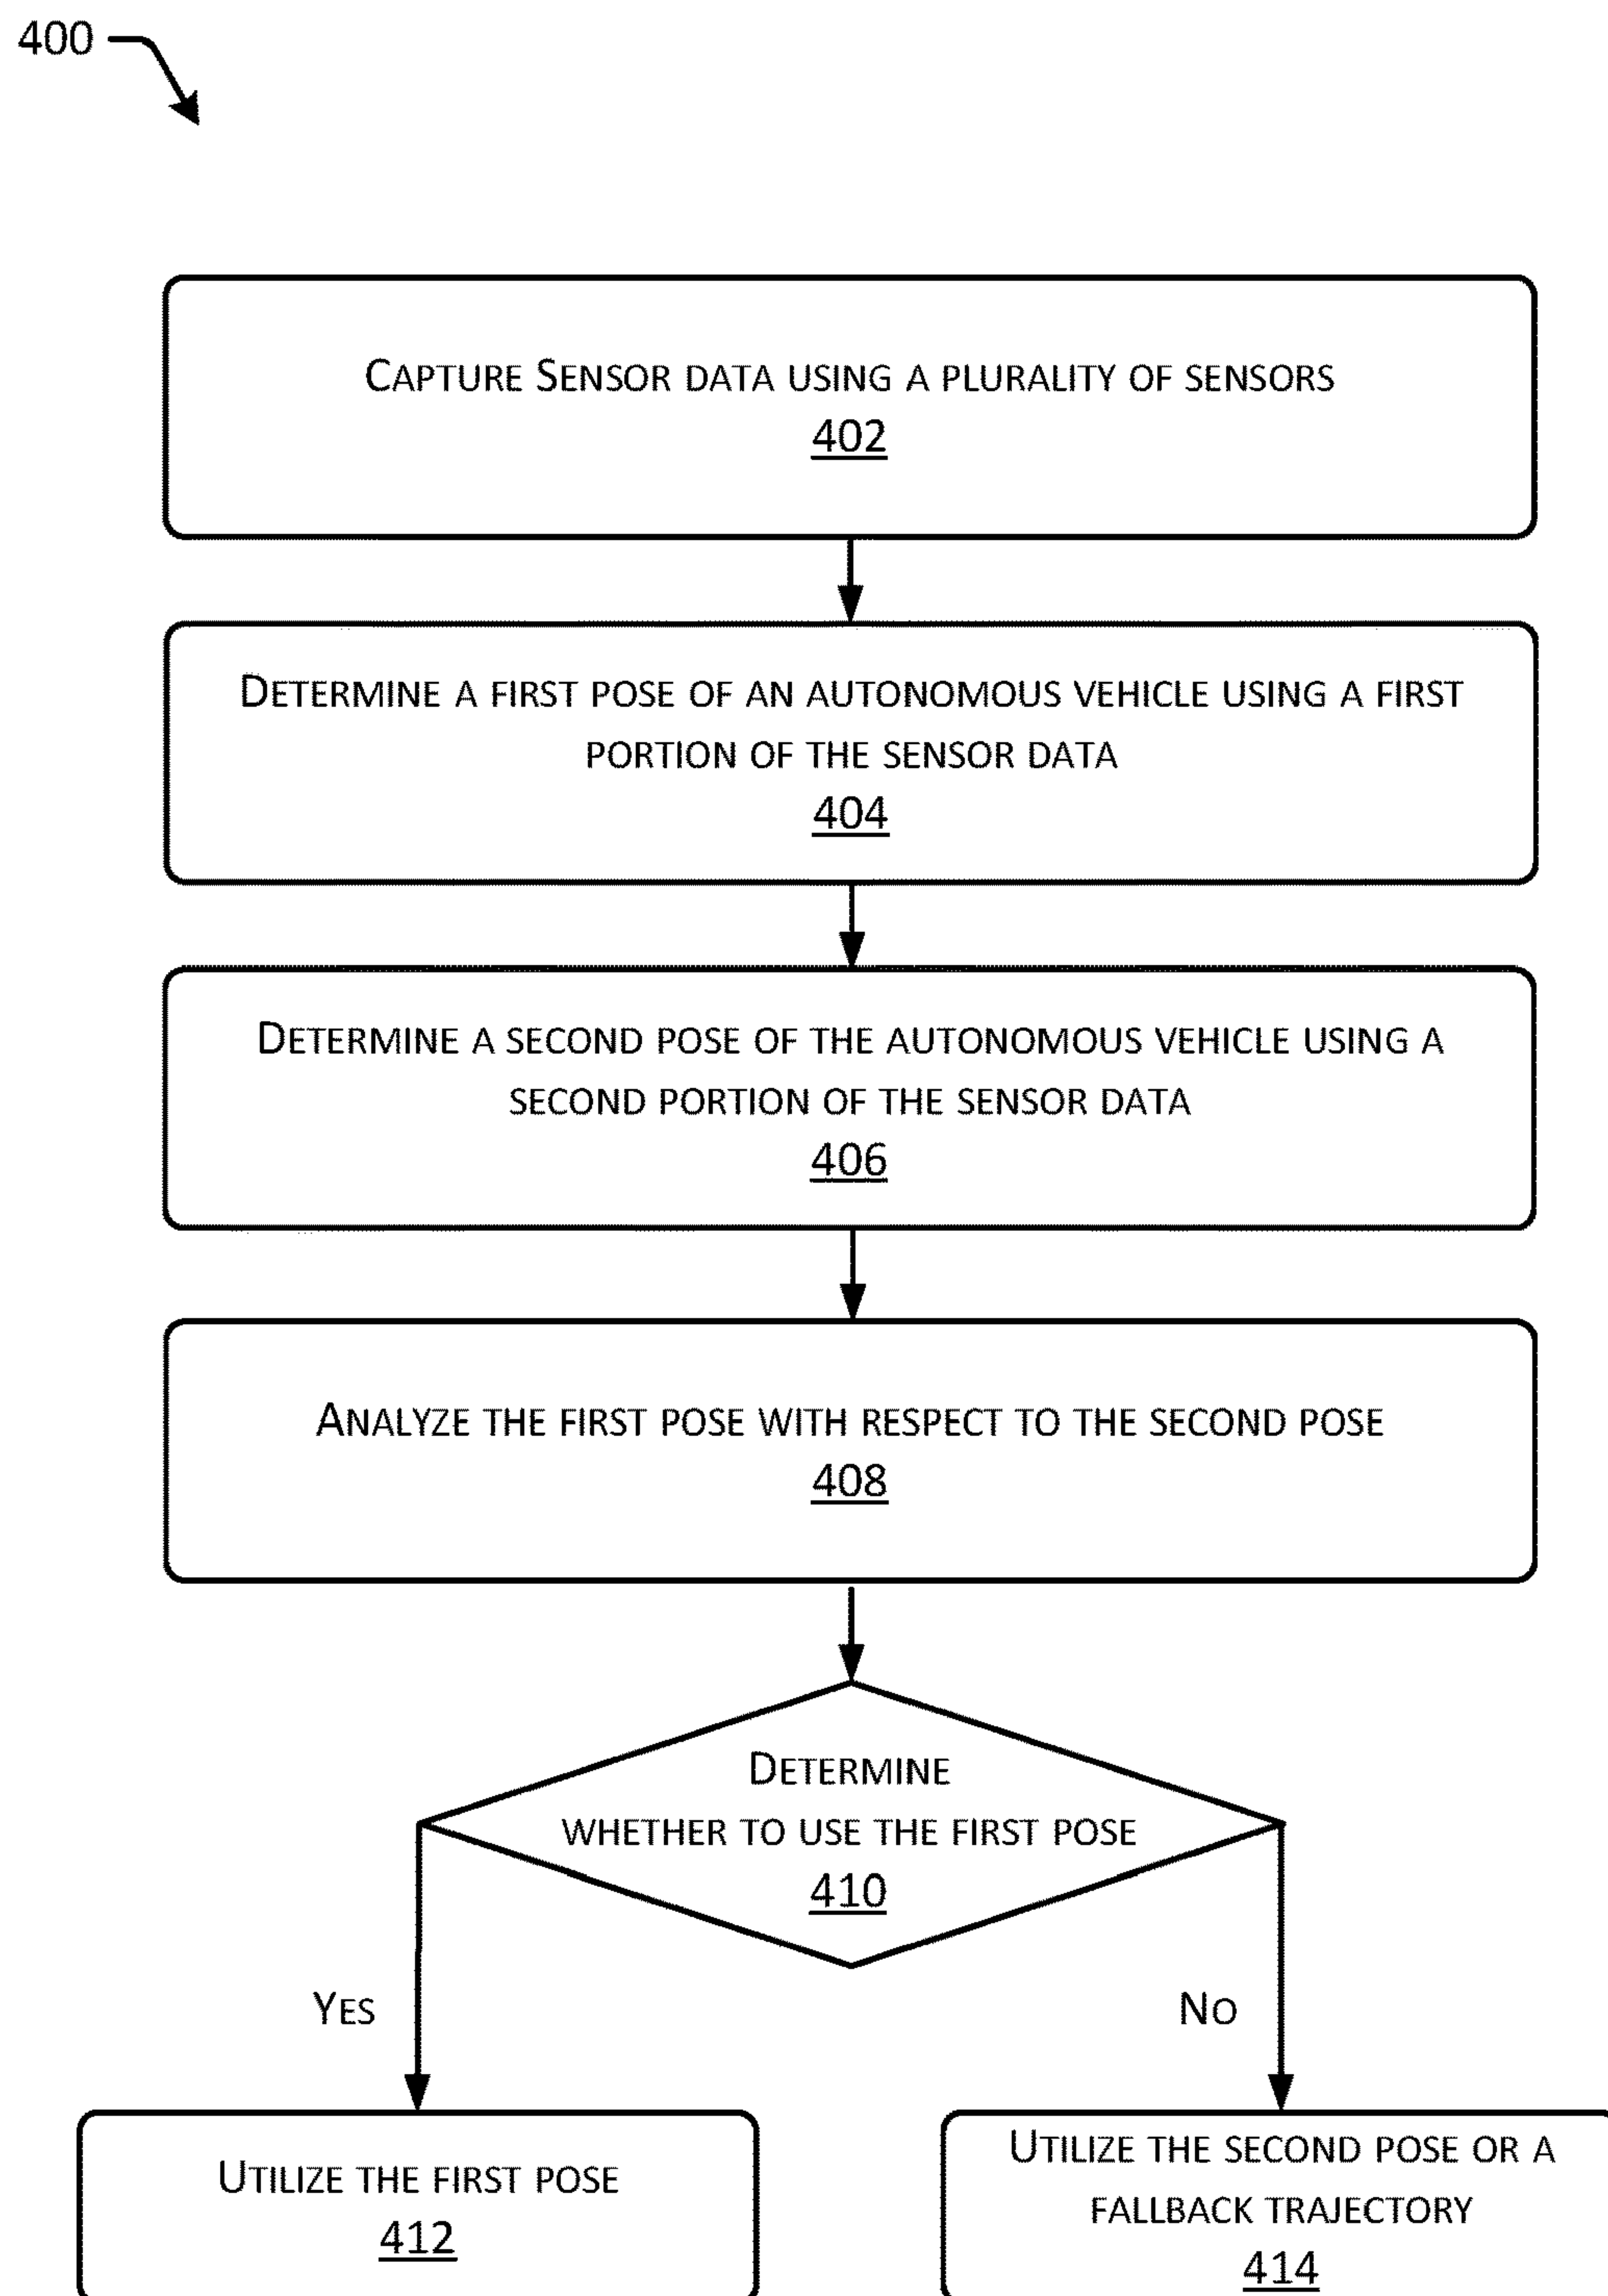 400
Capture Sensor data using a plurality of sensors
402
Determine a first pose of an autonomous vehicle using a first
portion of the sensor data
404
Determine a second pose of the autonomous vehicle using a
second portion of the sensor data
406
Analyze the first pose with respect to the second pose
408
Determine
whether to use the first pose
410
Yes
No
Utilize the first pose
412
Utilize the second pose or a
fallback trajectory
414